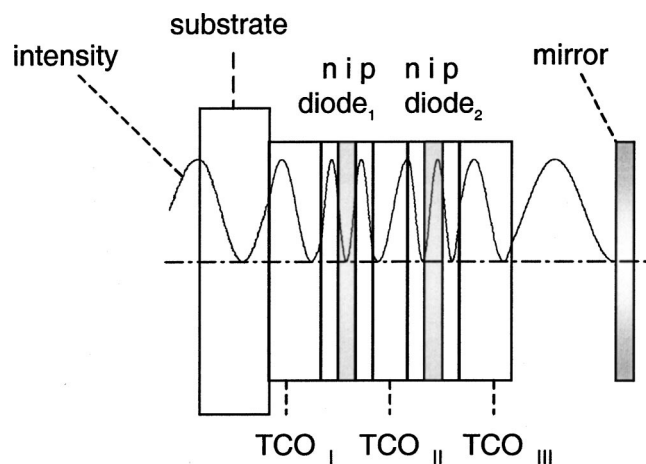 substrate
intensity
n i p n i p
diode₁ diode₂
mirror
TCO I TCO II TCO III